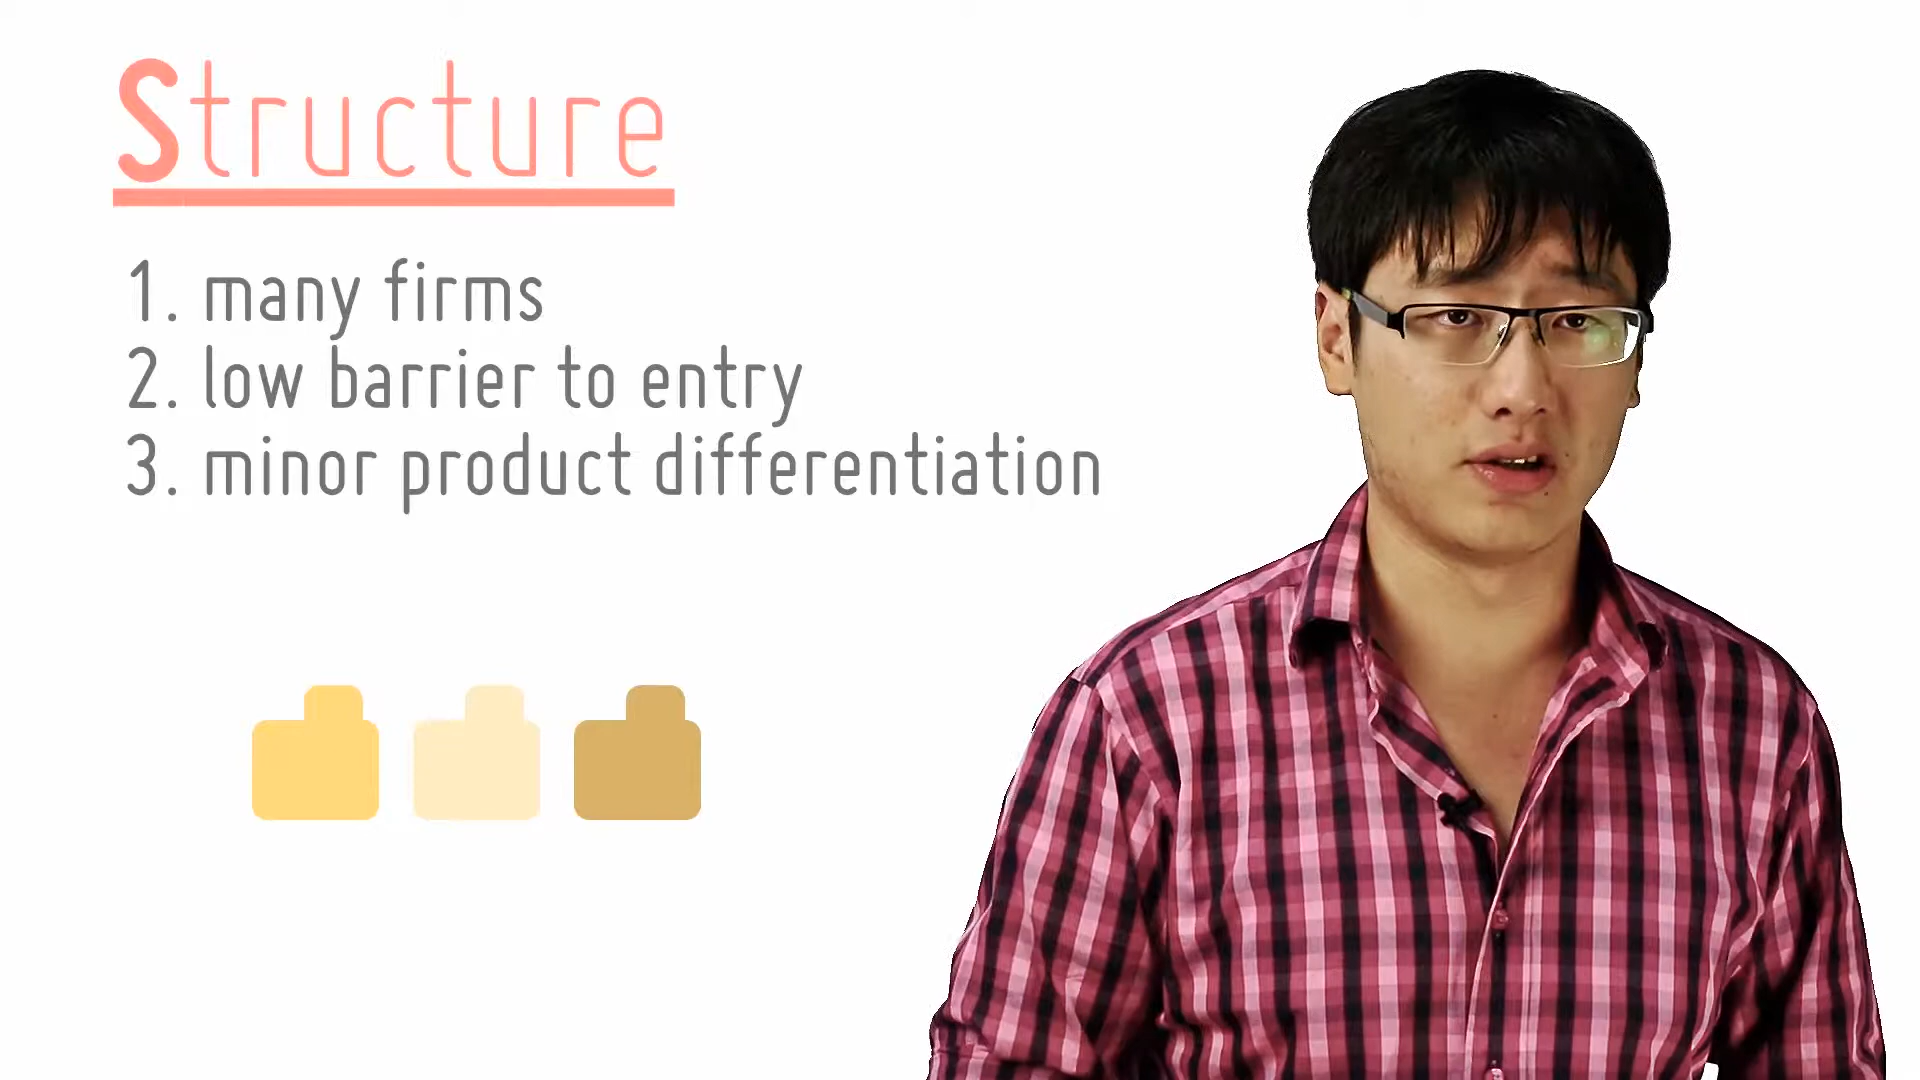 Structure
1. many firms
2. low barrier to entry
3. minor product differentiation